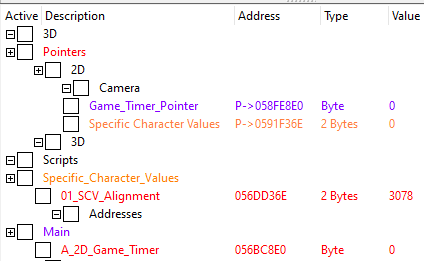 Active Description Address Type Value
3D
Pointers
2D
Camera
Game_Timer_Pointer P->058FE8E0 Byte 0
Specific Character Values P->0591F36E 2 Bytes 0
3D
Scripts
Specific_Character_Values
01_SCV_Alignment 056DD36E 2 Bytes 3078
Addresses
Main
A_2D_Game_Timer 056BC8E0 Byte 0